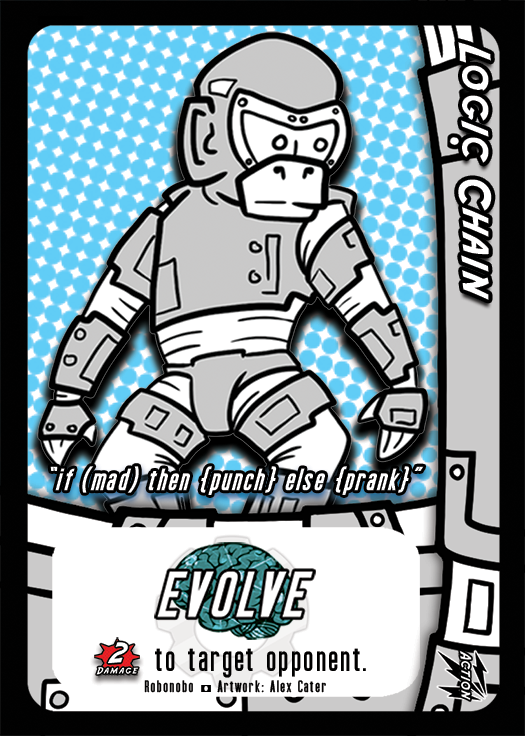 LOGIC CHAIN
"if (mad) then {punch} else {prank}"
EVOLVE
2 DAMAGE to target opponent.
Robonobo Artwork: Alex Cater
ACTION